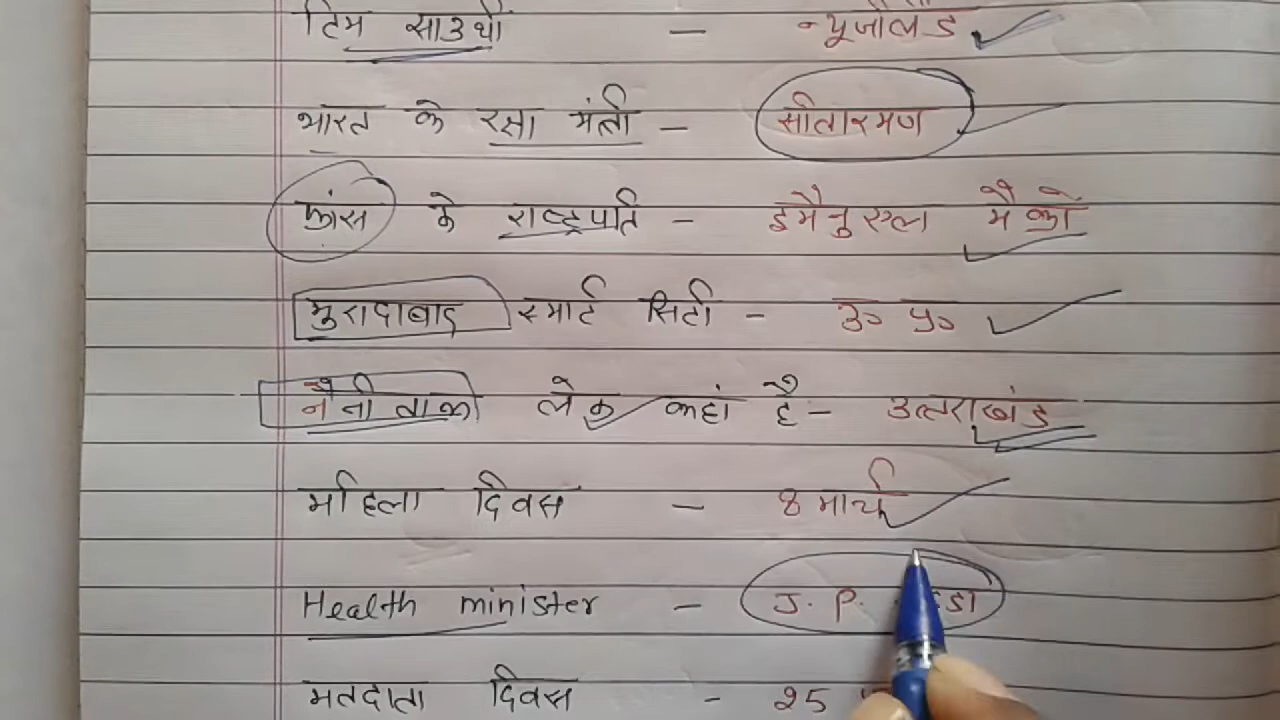 टिम साउथी — न्यूजीलैंड
भारत के रक्षा मंत्री — सीतारमण
फ्रांस के राष्ट्रपति - इमैनुएल मैक्रों
मुरादाबाद स्मार्ट सिटी - उ० प्र०
नैनीताल लेक कहां है - उत्तराखंड
महिला दिवस - 8 मार्च
Health minister - J. P.
मतदाता दिवस - 25